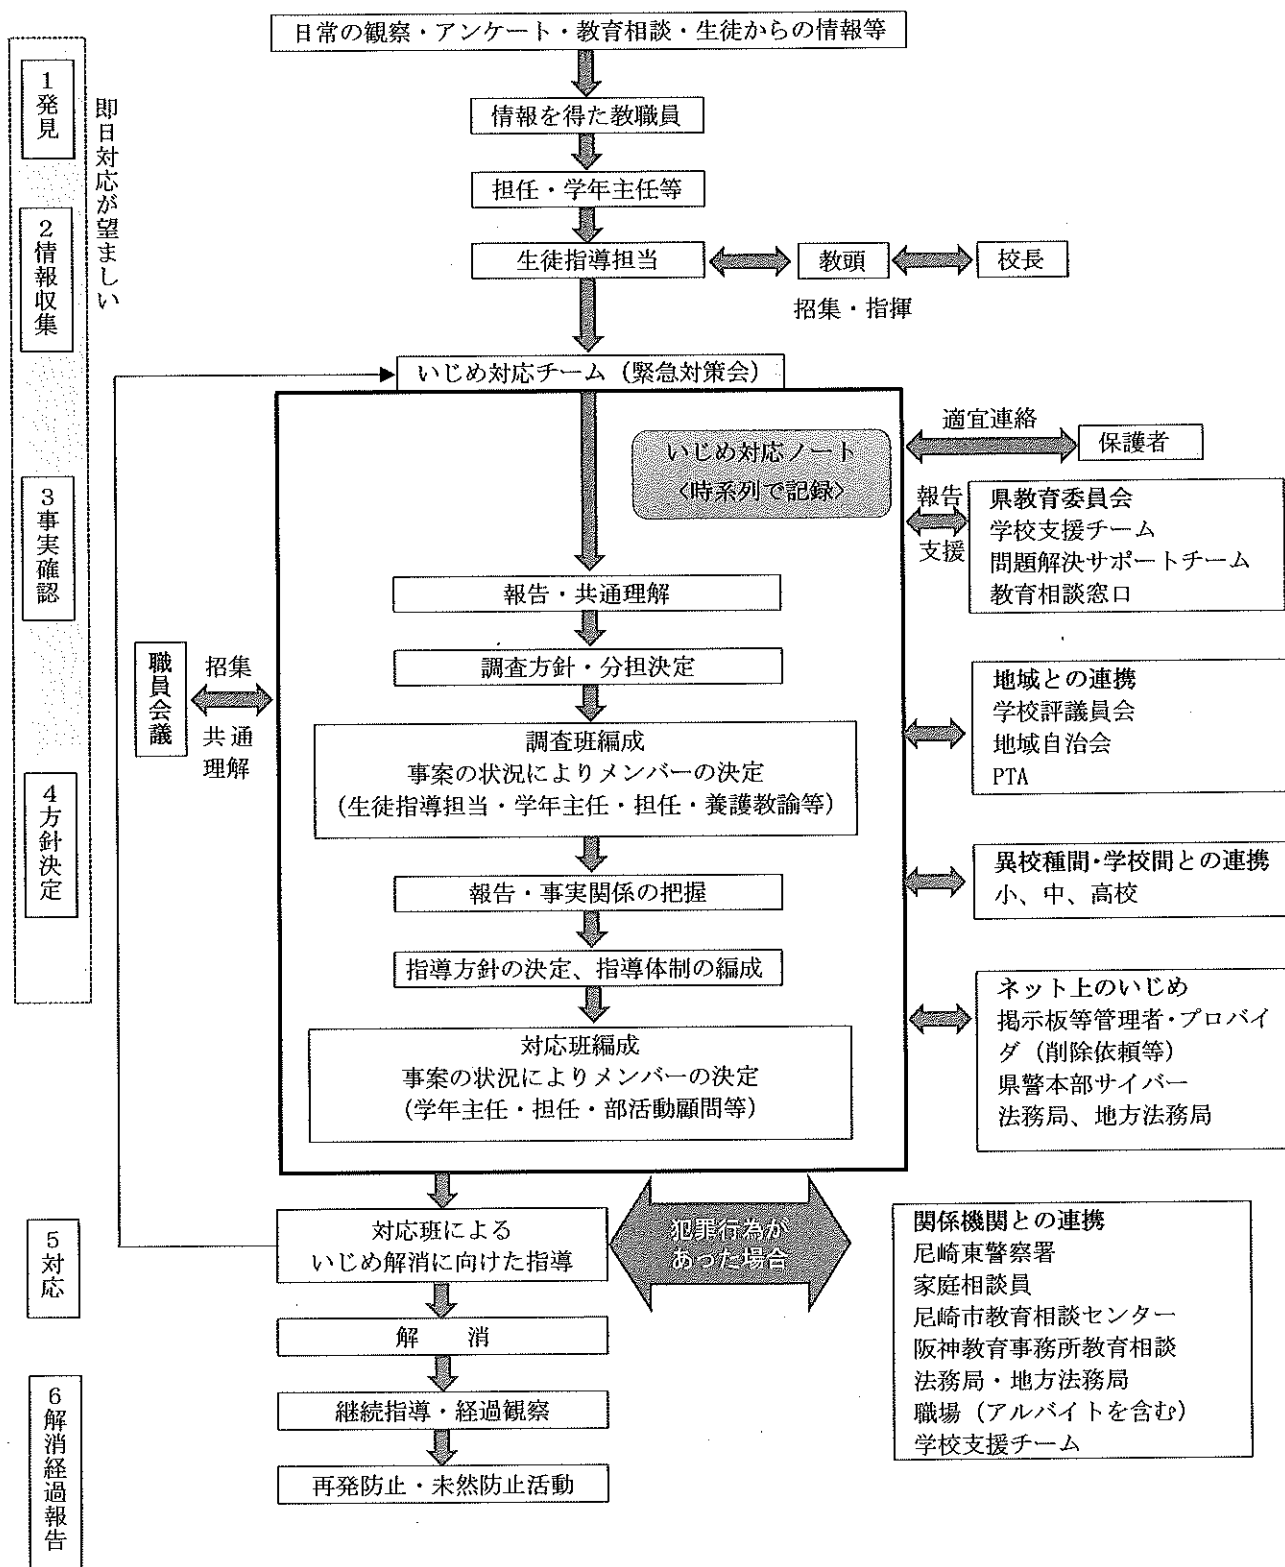 日常の観察・アンケート・教育相談・生徒からの情報等
1発見
即日対応が望ましい
情報を得た教職員
担任・学年主任等
2情報収集
生徒指導担当
教頭
校長
招集・指揮
いじめ対応チーム（緊急対策会）
いじめ対応ノート
<時系列で記録>
適宜連絡
保護者
報告
支援
県教育委員会
学校支援チーム
問題解決サポートチーム
教育相談窓口
3事実確認
報告・共通理解
調査方針・分担決定
職員会議
招集
共通
理解
地域との連携
学校評議員会
地域自治会
PTA
調査班編成
事案の状況によりメンバーの決定
（生徒指導担当・学年主任・担任・養護教諭等）
4方針決定
報告・事実関係の把握
異校種間・学校間との連携
小、中、高校
指導方針の決定、指導体制の編成
対応班編成
事案の状況によりメンバーの決定
（学年主任・担任・部活動顧問等）
ネット上のいじめ
掲示板等管理者・プロバイ
ダ（削除依頼等）
県警本部サイバー
法務局、地方法務局
5対応
対応班による
いじめ解消に向けた指導
犯罪行為が
あった場合
関係機関との連携
尼崎東警察署
家庭相談員
尼崎市教育相談センター
阪神教育事務所教育相談
法務局・地方法務局
職場（アルバイトを含む）
学校支援チーム
解　消
6解消経過報告
継続指導・経過観察
再発防止・未然防止活動